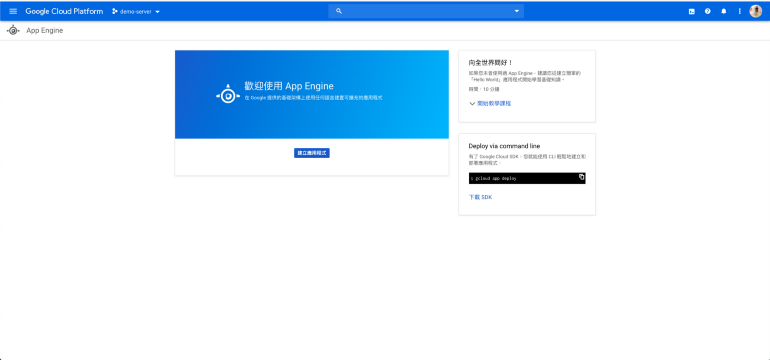 Google Cloud Platform
demo-server
App Engine
歡迎使用 App Engine
在 Google 提供的基礎架構上使用任何語言建置可擴充的應用程式
建立應用程式
向全世界問好！
如果您未曾使用過 App Engine，建議您從建立簡單的
「Hello World」應用程式開始學習基礎知識。
時間：10 分鐘
開始教學課程
Deploy via command line
有了 Google Cloud SDK，您就能使用 CLI 輕鬆地建立和
部署應用程式。
$ gcloud app deploy
下載 SDK